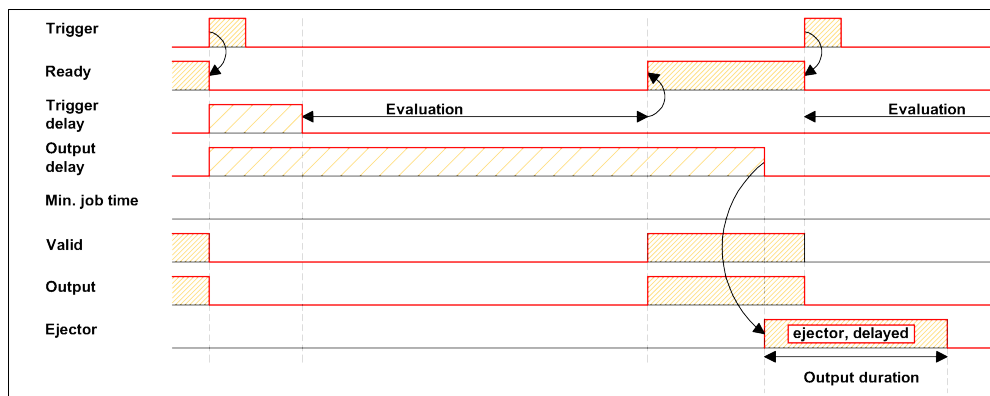 Trigger
Ready
Trigger
delay
Evaluation
Evaluation
Output
delay
Min. job time
Valid
Output
Ejector
ejector, delayed
Output duration